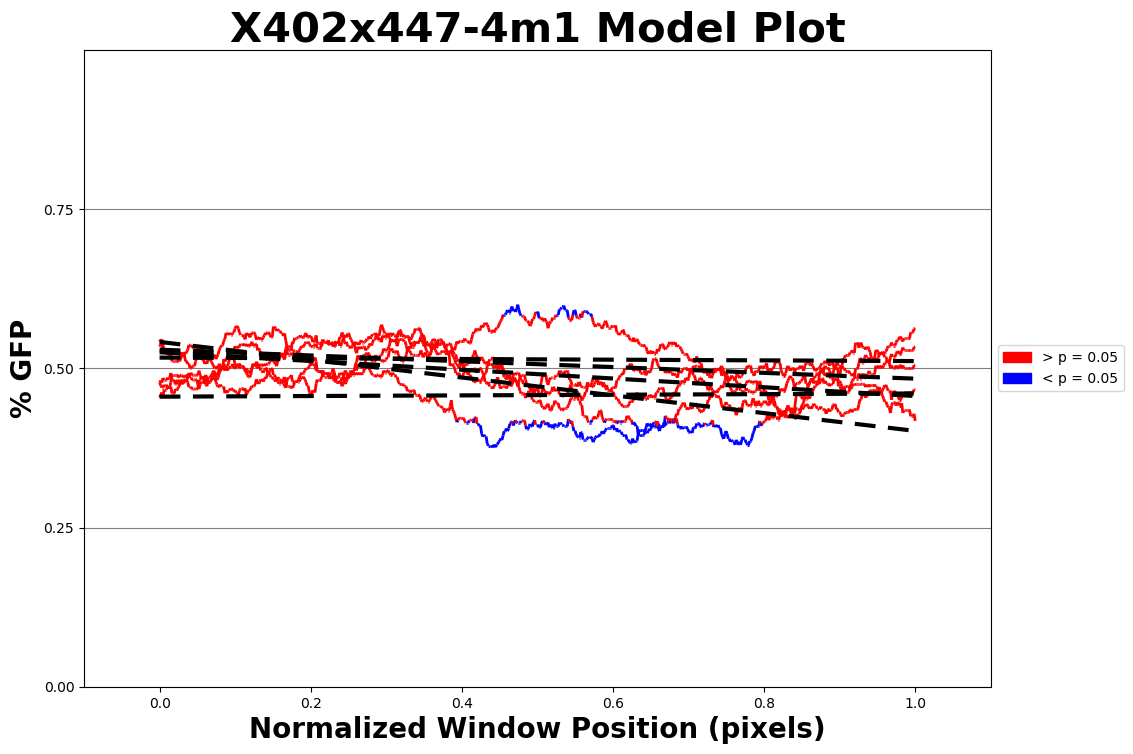 X402x447-4m1 Model Plot
% GFP
0.75
0.50
0.25
0.00
0.0 0.2 0.4 0.6 0.8 1.0
Normalized Window Position (pixels)
> p = 0.05
< p = 0.05